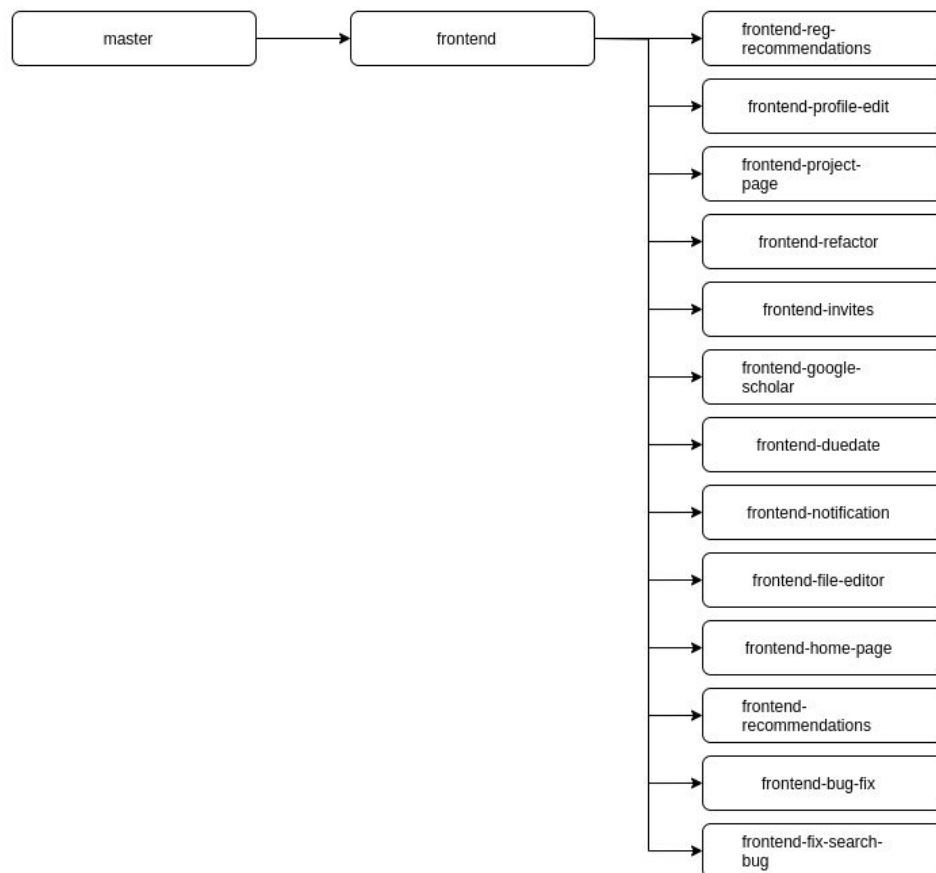 master
frontend
frontend-reg-
recommendations
frontend-profile-edit
frontend-project-
page
frontend-refactor
frontend-invites
frontend-google-
scholar
frontend-duedate
frontend-notification
frontend-file-editor
frontend-home-page
frontend-
recommendations
frontend-bug-fix
frontend-fix-search-
bug